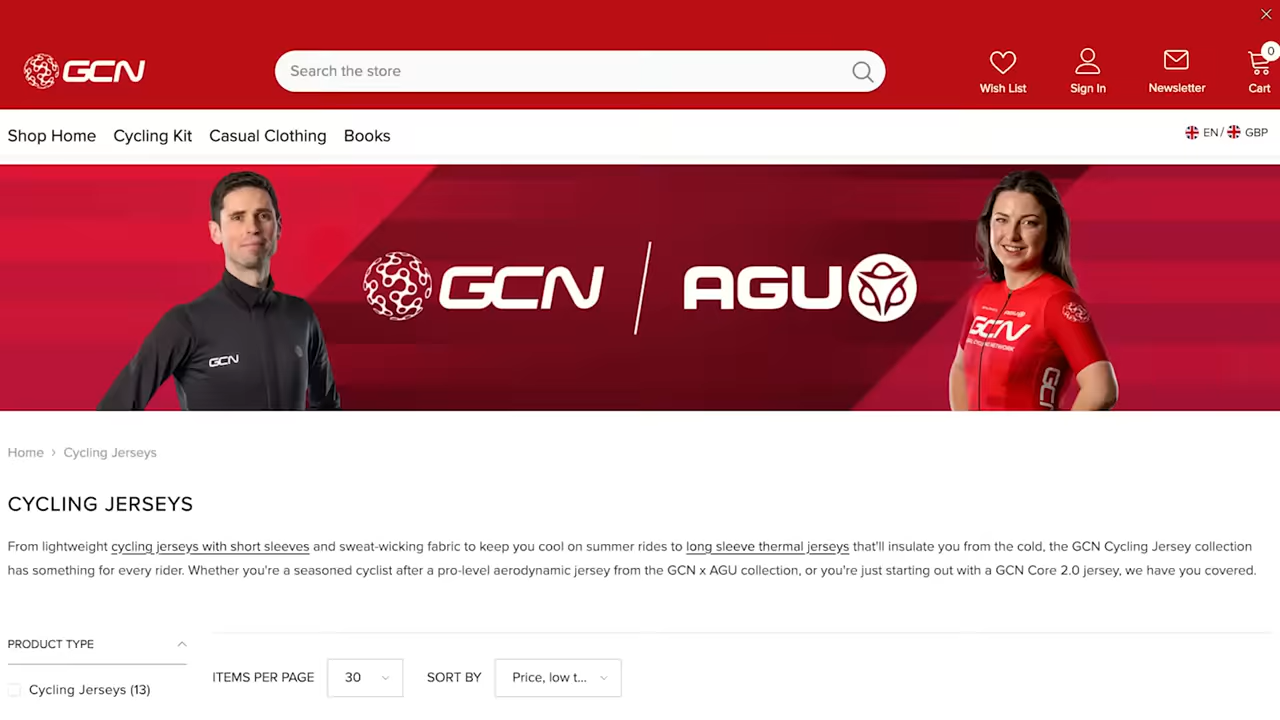 GCN
Search the store
Wish List
Sign In
Newsletter
0
Cart
Shop Home
Cycling Kit
Casual Clothing
Books
EN / GBP
GCN
AGU
GCN
GCN
Home > Cycling Jerseys
CYCLING JERSEYS
From lightweight cycling jerseys with short sleeves and sweat-wicking fabric to keep you cool on summer rides to long sleeve thermal jerseys that'll insulate you from the cold, the GCN Cycling Jersey collection
has something for every rider. Whether you're a seasoned cyclist after a pro-level aerodynamic jersey from the GCN x AGU collection, or you're just starting out with a GCN Core 2.0 jersey, we have you covered.
PRODUCT TYPE
Cycling Jerseys (13)
ITEMS PER PAGE
30
SORT BY
Price, low t...